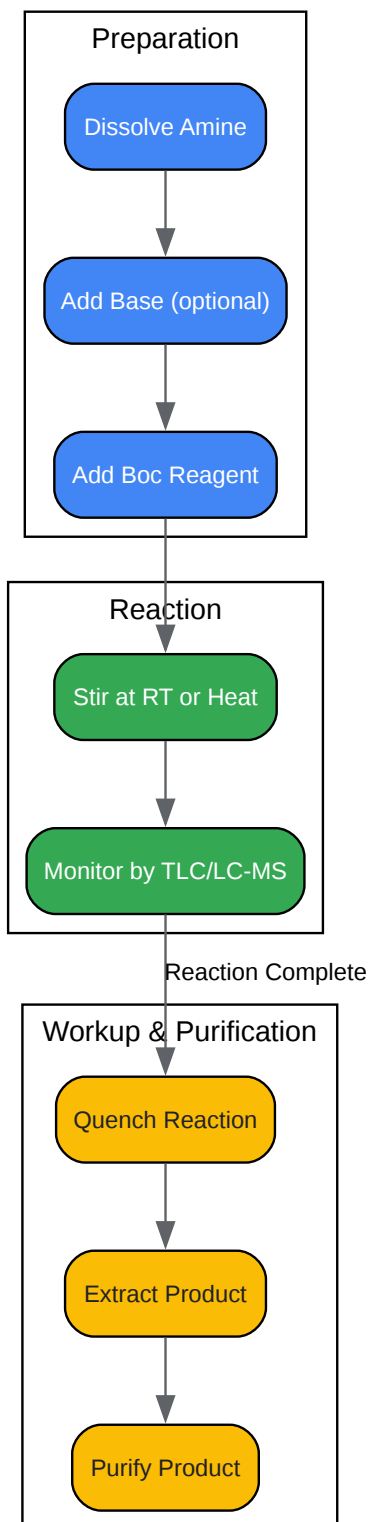 Preparation
Dissolve Amine
Add Base (optional)
Add Boc Reagent
Reaction
Stir at RT or Heat
Monitor by TLC/LC-MS
Reaction Complete
Workup & Purification
Quench Reaction
Extract Product
Purify Product